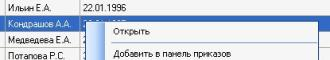 Ильин Е.А. 22.01.1996
Кондрашов А.А.
Открыть
Медведева Е.А.
Добавить в панель приказов
Потапова Р.С.